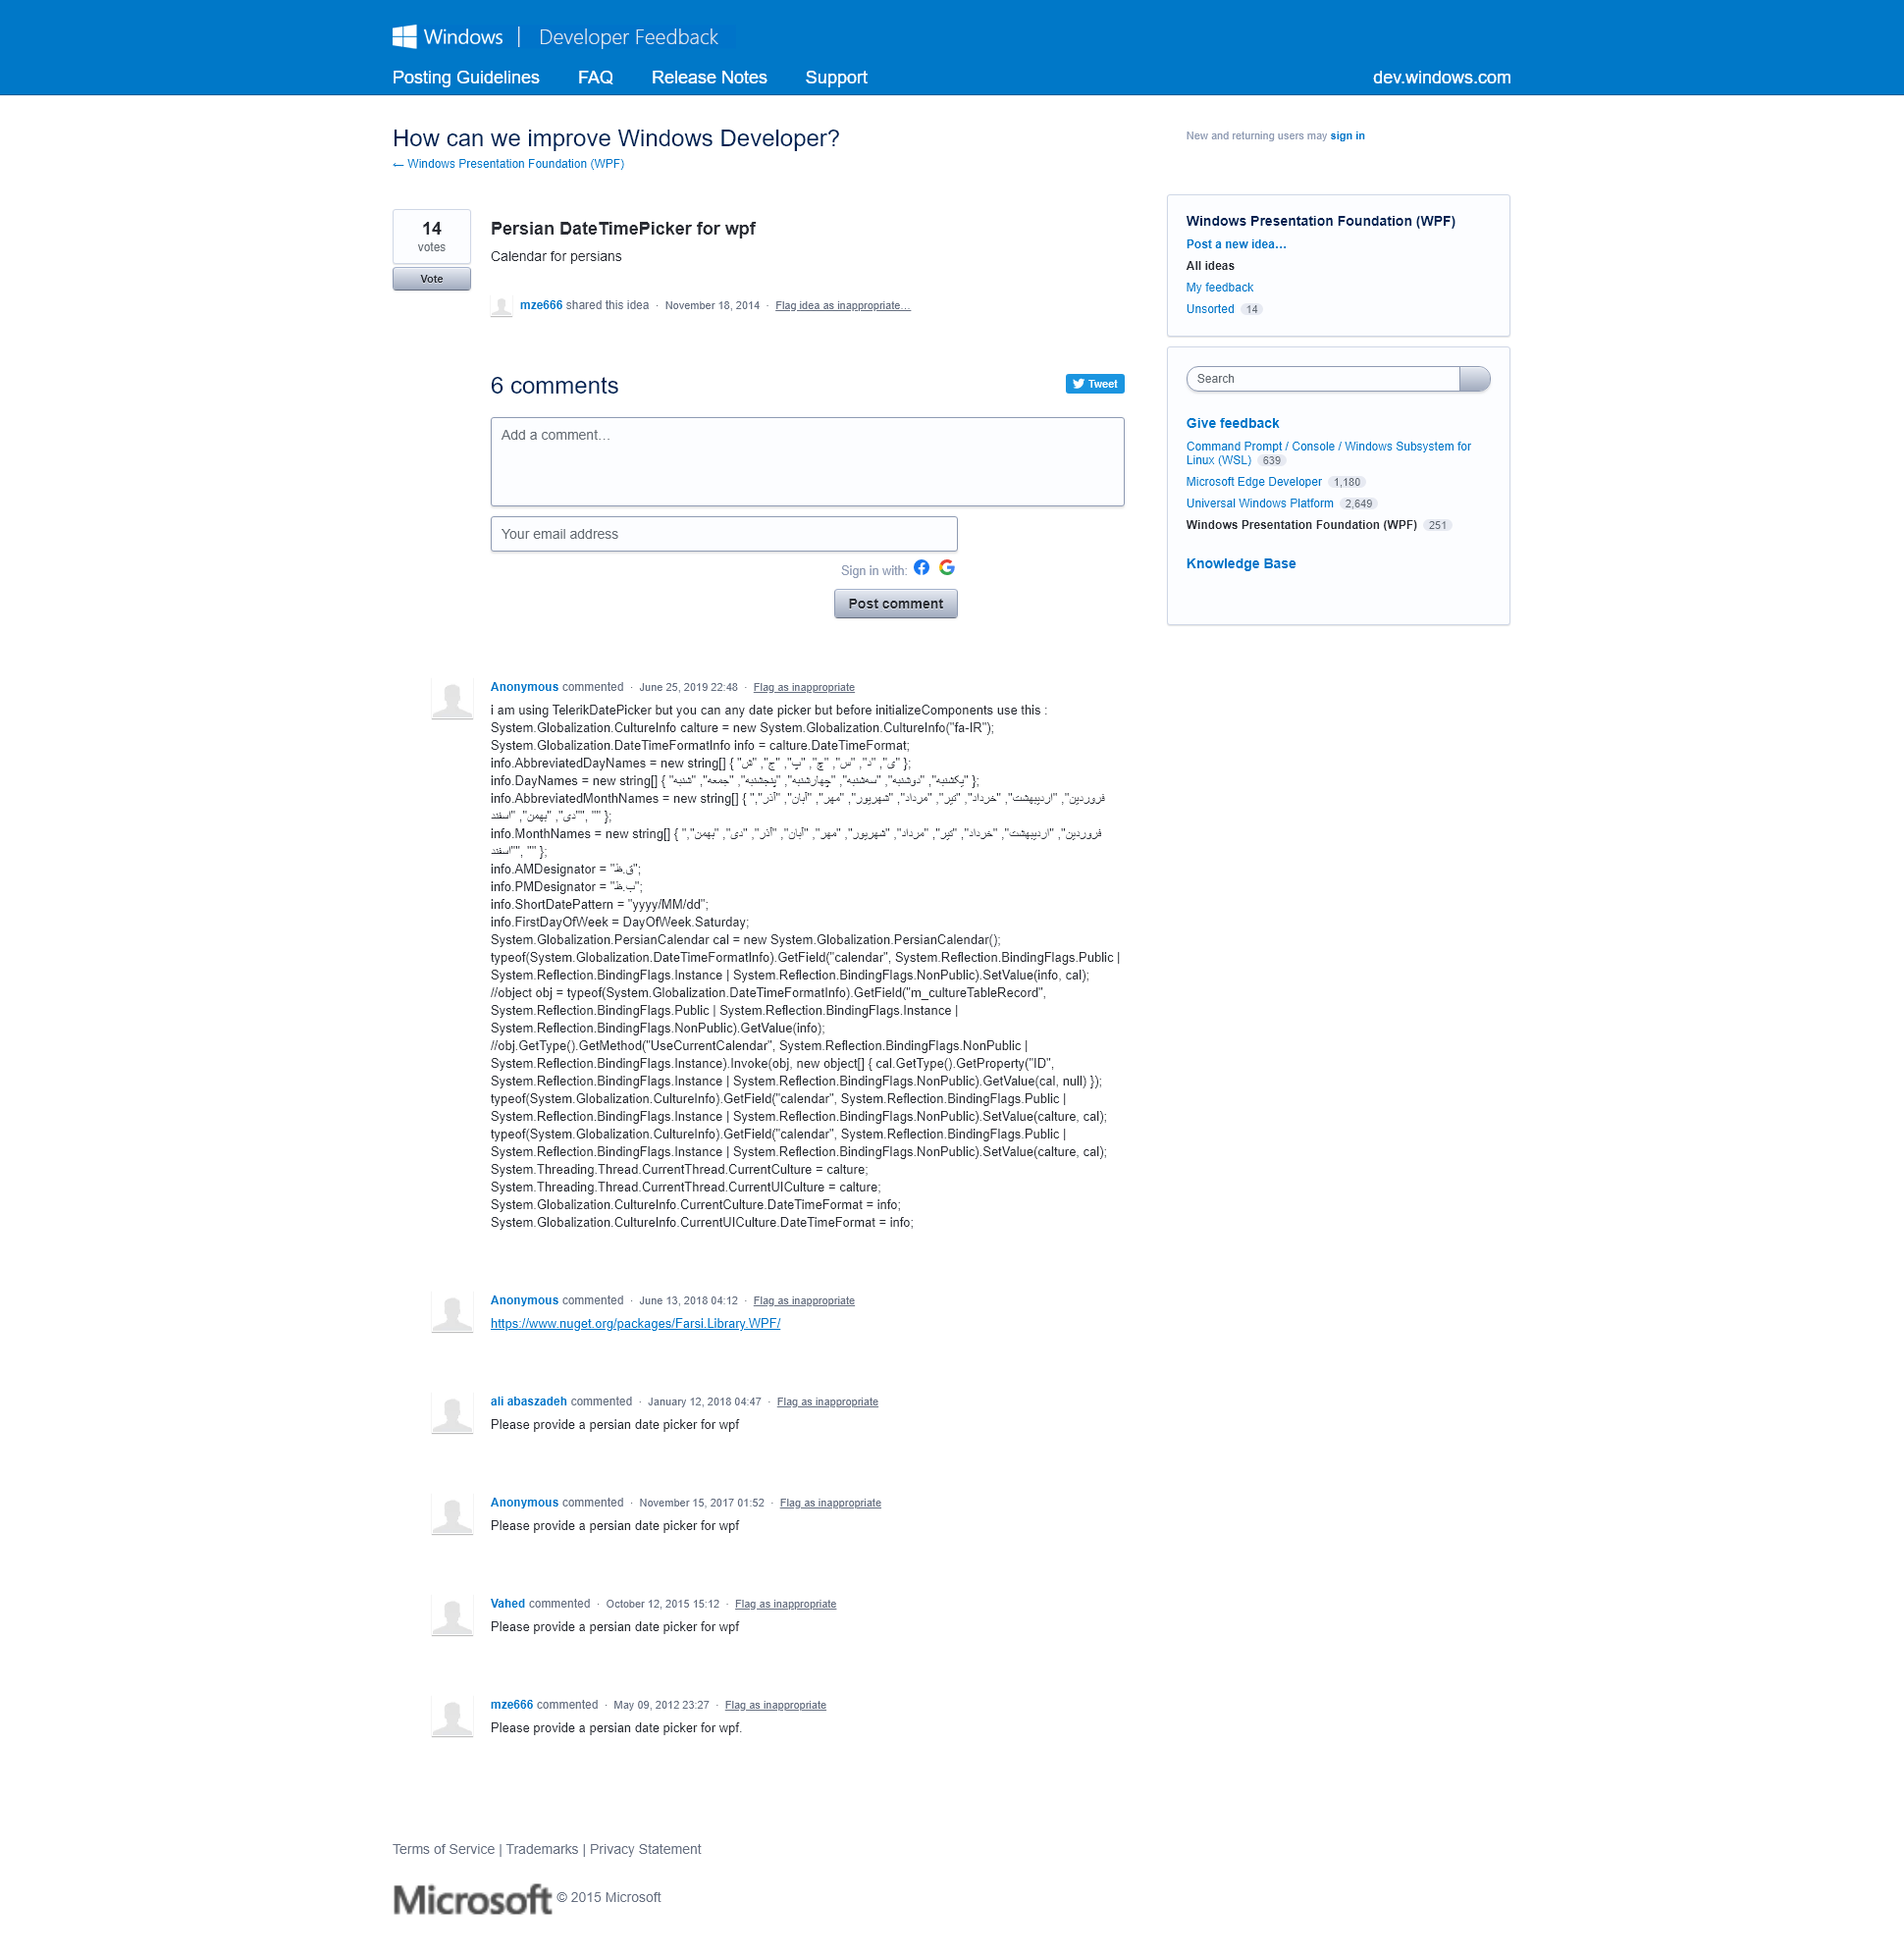 Windows | Developer Feedback
Posting Guidelines FAQ Release Notes Support dev.windows.com
How can we improve Windows Developer?
← Windows Presentation Foundation (WPF)
New and returning users may sign in
14
votes
Vote
Persian DateTimePicker for wpf
Calendar for persians
mze666 shared this idea · November 18, 2014 · Flag idea as inappropriate…
6 comments
Tweet
Add a comment…
Your email address
Sign in with:
Post comment
Anonymous commented · June 25, 2019 22:48 · Flag as inappropriate
i am using TelerikDatePicker but you can any date picker but before initializeComponents use this :
System.Globalization.CultureInfo calture = new System.Globalization.CultureInfo("fa-IR");
System.Globalization.DateTimeFormatInfo info = calture.DateTimeFormat;
info.AbbreviatedDayNames = new string[] { "ی", "د", "س", "چ", "پ", "ج", "ش" };
info.DayNames = new string[] { "یکشنبه", "دوشنبه", "سه‌شنبه", "چهارشنبه", "پنجشنبه", "جمعه", "شنبه" };
info.AbbreviatedMonthNames = new string[] { "فروردین", "اردیبهشت", "خرداد", "تیر", "مرداد", "شهریور", "مهر", "آبان", "آذر",
"دی", "بهمن", "اسفند", "" };
info.MonthNames = new string[] { "فروردین", "اردیبهشت", "خرداد", "تیر", "مرداد", "شهریور", "مهر", "آبان", "آذر", "دی", "بهمن",
"اسفند", "" };
info.AMDesignator = "ق.ظ";
info.PMDesignator = "ب.ظ";
info.ShortDatePattern = "yyyy/MM/dd";
info.FirstDayOfWeek = DayOfWeek.Saturday;
System.Globalization.PersianCalendar cal = new System.Globalization.PersianCalendar();
typeof(System.Globalization.DateTimeFormatInfo).GetField("calendar", System.Reflection.BindingFlags.Public |
System.Reflection.BindingFlags.Instance | System.Reflection.BindingFlags.NonPublic).SetValue(info, cal);
//object obj = typeof(System.Globalization.DateTimeFormatInfo).GetField("m_cultureTableRecord",
System.Reflection.BindingFlags.Public | System.Reflection.BindingFlags.Instance |
System.Reflection.BindingFlags.NonPublic).GetValue(info);
//obj.GetType().GetMethod("UseCurrentCalendar", System.Reflection.BindingFlags.NonPublic |
System.Reflection.BindingFlags.Instance).Invoke(obj, new object[] { cal.GetType().GetProperty("ID",
System.Reflection.BindingFlags.Instance | System.Reflection.BindingFlags.NonPublic).GetValue(cal, null) });
typeof(System.Globalization.CultureInfo).GetField("calendar", System.Reflection.BindingFlags.Public |
System.Reflection.BindingFlags.Instance | System.Reflection.BindingFlags.NonPublic).SetValue(calture, cal);
typeof(System.Globalization.CultureInfo).GetField("calendar", System.Reflection.BindingFlags.Public |
System.Reflection.BindingFlags.Instance | System.Reflection.BindingFlags.NonPublic).SetValue(calture, cal);
System.Threading.Thread.CurrentThread.CurrentCulture = calture;
System.Threading.Thread.CurrentThread.CurrentUICulture = calture;
System.Globalization.CultureInfo.CurrentCulture.DateTimeFormat = info;
System.Globalization.CultureInfo.CurrentUICulture.DateTimeFormat = info;
Anonymous commented · June 13, 2018 04:12 · Flag as inappropriate
https://www.nuget.org/packages/Farsi.Library.WPF/
ali abaszadeh commented · January 12, 2018 04:47 · Flag as inappropriate
Please provide a persian date picker for wpf
Anonymous commented · November 15, 2017 01:52 · Flag as inappropriate
Please provide a persian date picker for wpf
Vahed commented · October 12, 2015 15:12 · Flag as inappropriate
Please provide a persian date picker for wpf
mze666 commented · May 09, 2012 23:27 · Flag as inappropriate
Please provide a persian date picker for wpf.
Windows Presentation Foundation (WPF)
Post a new idea…
All ideas
My feedback
Unsorted 14
Search
Give feedback
Command Prompt / Console / Windows Subsystem for
Linux (WSL) 639
Microsoft Edge Developer 1,180
Universal Windows Platform 2,649
Windows Presentation Foundation (WPF) 251
Knowledge Base
Terms of Service | Trademarks | Privacy Statement
Microsoft © 2015 Microsoft